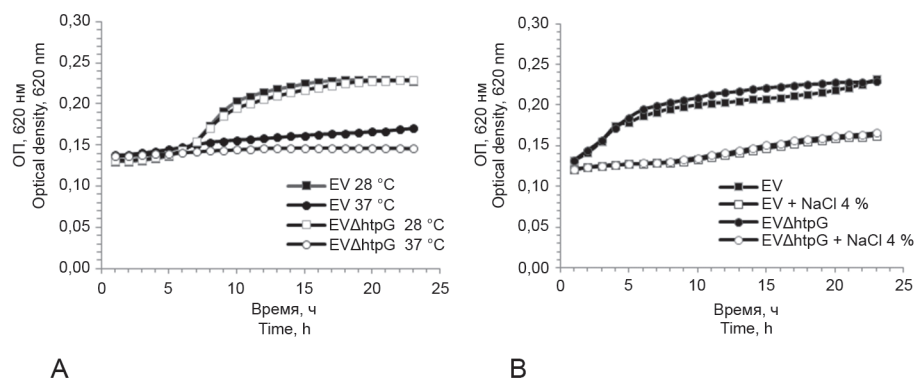 A
B
ОП, 620 нм
Optical density, 620 nm
0,30
0,25
0,20
0,15
0,10
0,05
0,00
0
5
10
15
20
25
EV 28 °C
EV 37 °C
EVΔhtpG 28 °C
EVΔhtpG 37 °C
Время, ч
Time, h
ОП, 620 нм
Optical density, 620 nm
0,30
0,25
0,20
0,15
0,10
0,05
0,00
0
5
10
15
20
25
EV
EV + NaCl 4 %
EVΔhtpG
EVΔhtpG + NaCl 4 %
Время, ч
Time, h
А
В